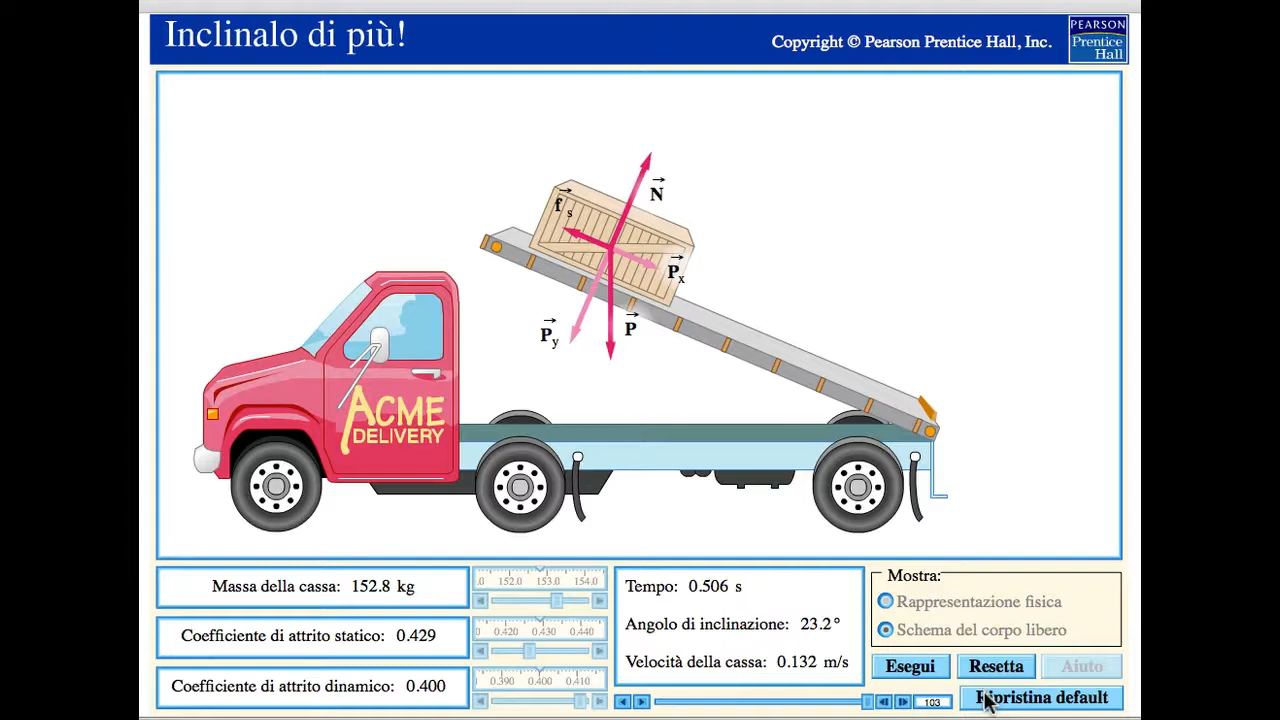 Inclinalo di più!
Copyright © Pearson Prentice Hall, Inc.
PEARSON
Prentice
Hall
N
f s
Px
P
Py
ACME
DELIVERY
Massa della cassa: 152.8 kg
.0 152.0 153.0 154.0
Coefficiente di attrito statico: 0.429
0 0.420 0.430 0.440
Coefficiente di attrito dinamico: 0.400
0.390 0.400 0.410
Tempo: 0.506 s
Angolo di inclinazione: 23.2°
Velocità della cassa: 0.132 m/s
103
Mostra:
Rappresentazione fisica
Schema del corpo libero
Esegui Resetta Aiuto
Ripristina default